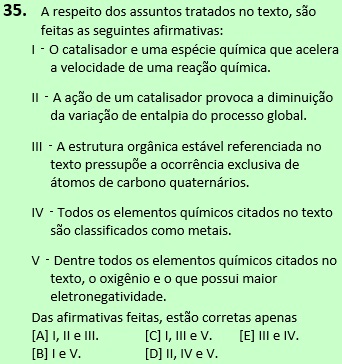 35. A respeito dos assuntos tratados no texto, são
feitas as seguintes afirmativas:
I - O catalisador e uma espécie química que acelera
a velocidade de uma reação química.
II - A ação de um catalisador provoca a diminuição
da variação de entalpia do processo global.
III - A estrutura orgânica estável referenciada no
texto pressupõe a ocorrência exclusiva de
átomos de carbono quaternários.
IV - Todos os elementos químicos citados no texto
são classificados como metais.
V - Dentre todos os elementos químicos citados no
texto, o oxigênio e o que possui maior
eletronegatividade.
Das afirmativas feitas, estão corretas apenas
[A] I, II e III. [C] I, III e V. [E] III e IV.
[B] I e V. [D] II, IV e V.